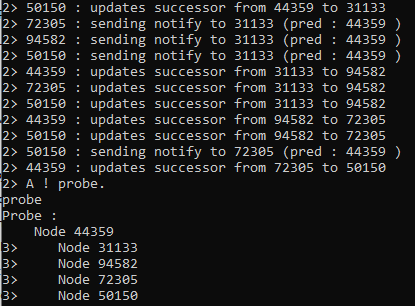 2> 50150 : updates successor from 44359 to 31133
2> 72305 : sending notify to 31133 (pred : 44359 )
2> 94582 : sending notify to 31133 (pred : 44359 )
2> 50150 : sending notify to 31133 (pred : 44359 )
2> 44359 : updates successor from 31133 to 94582
2> 72305 : updates successor from 31133 to 94582
2> 50150 : updates successor from 31133 to 94582
2> 44359 : updates successor from 94582 to 72305
2> 50150 : updates successor from 94582 to 72305
2> 50150 : sending notify to 72305 (pred : 44359 )
2> 44359 : updates successor from 72305 to 50150
2> A ! probe.
probe
Probe :
    Node 44359
3>     Node 31133
3>     Node 94582
3>     Node 72305
3>     Node 50150